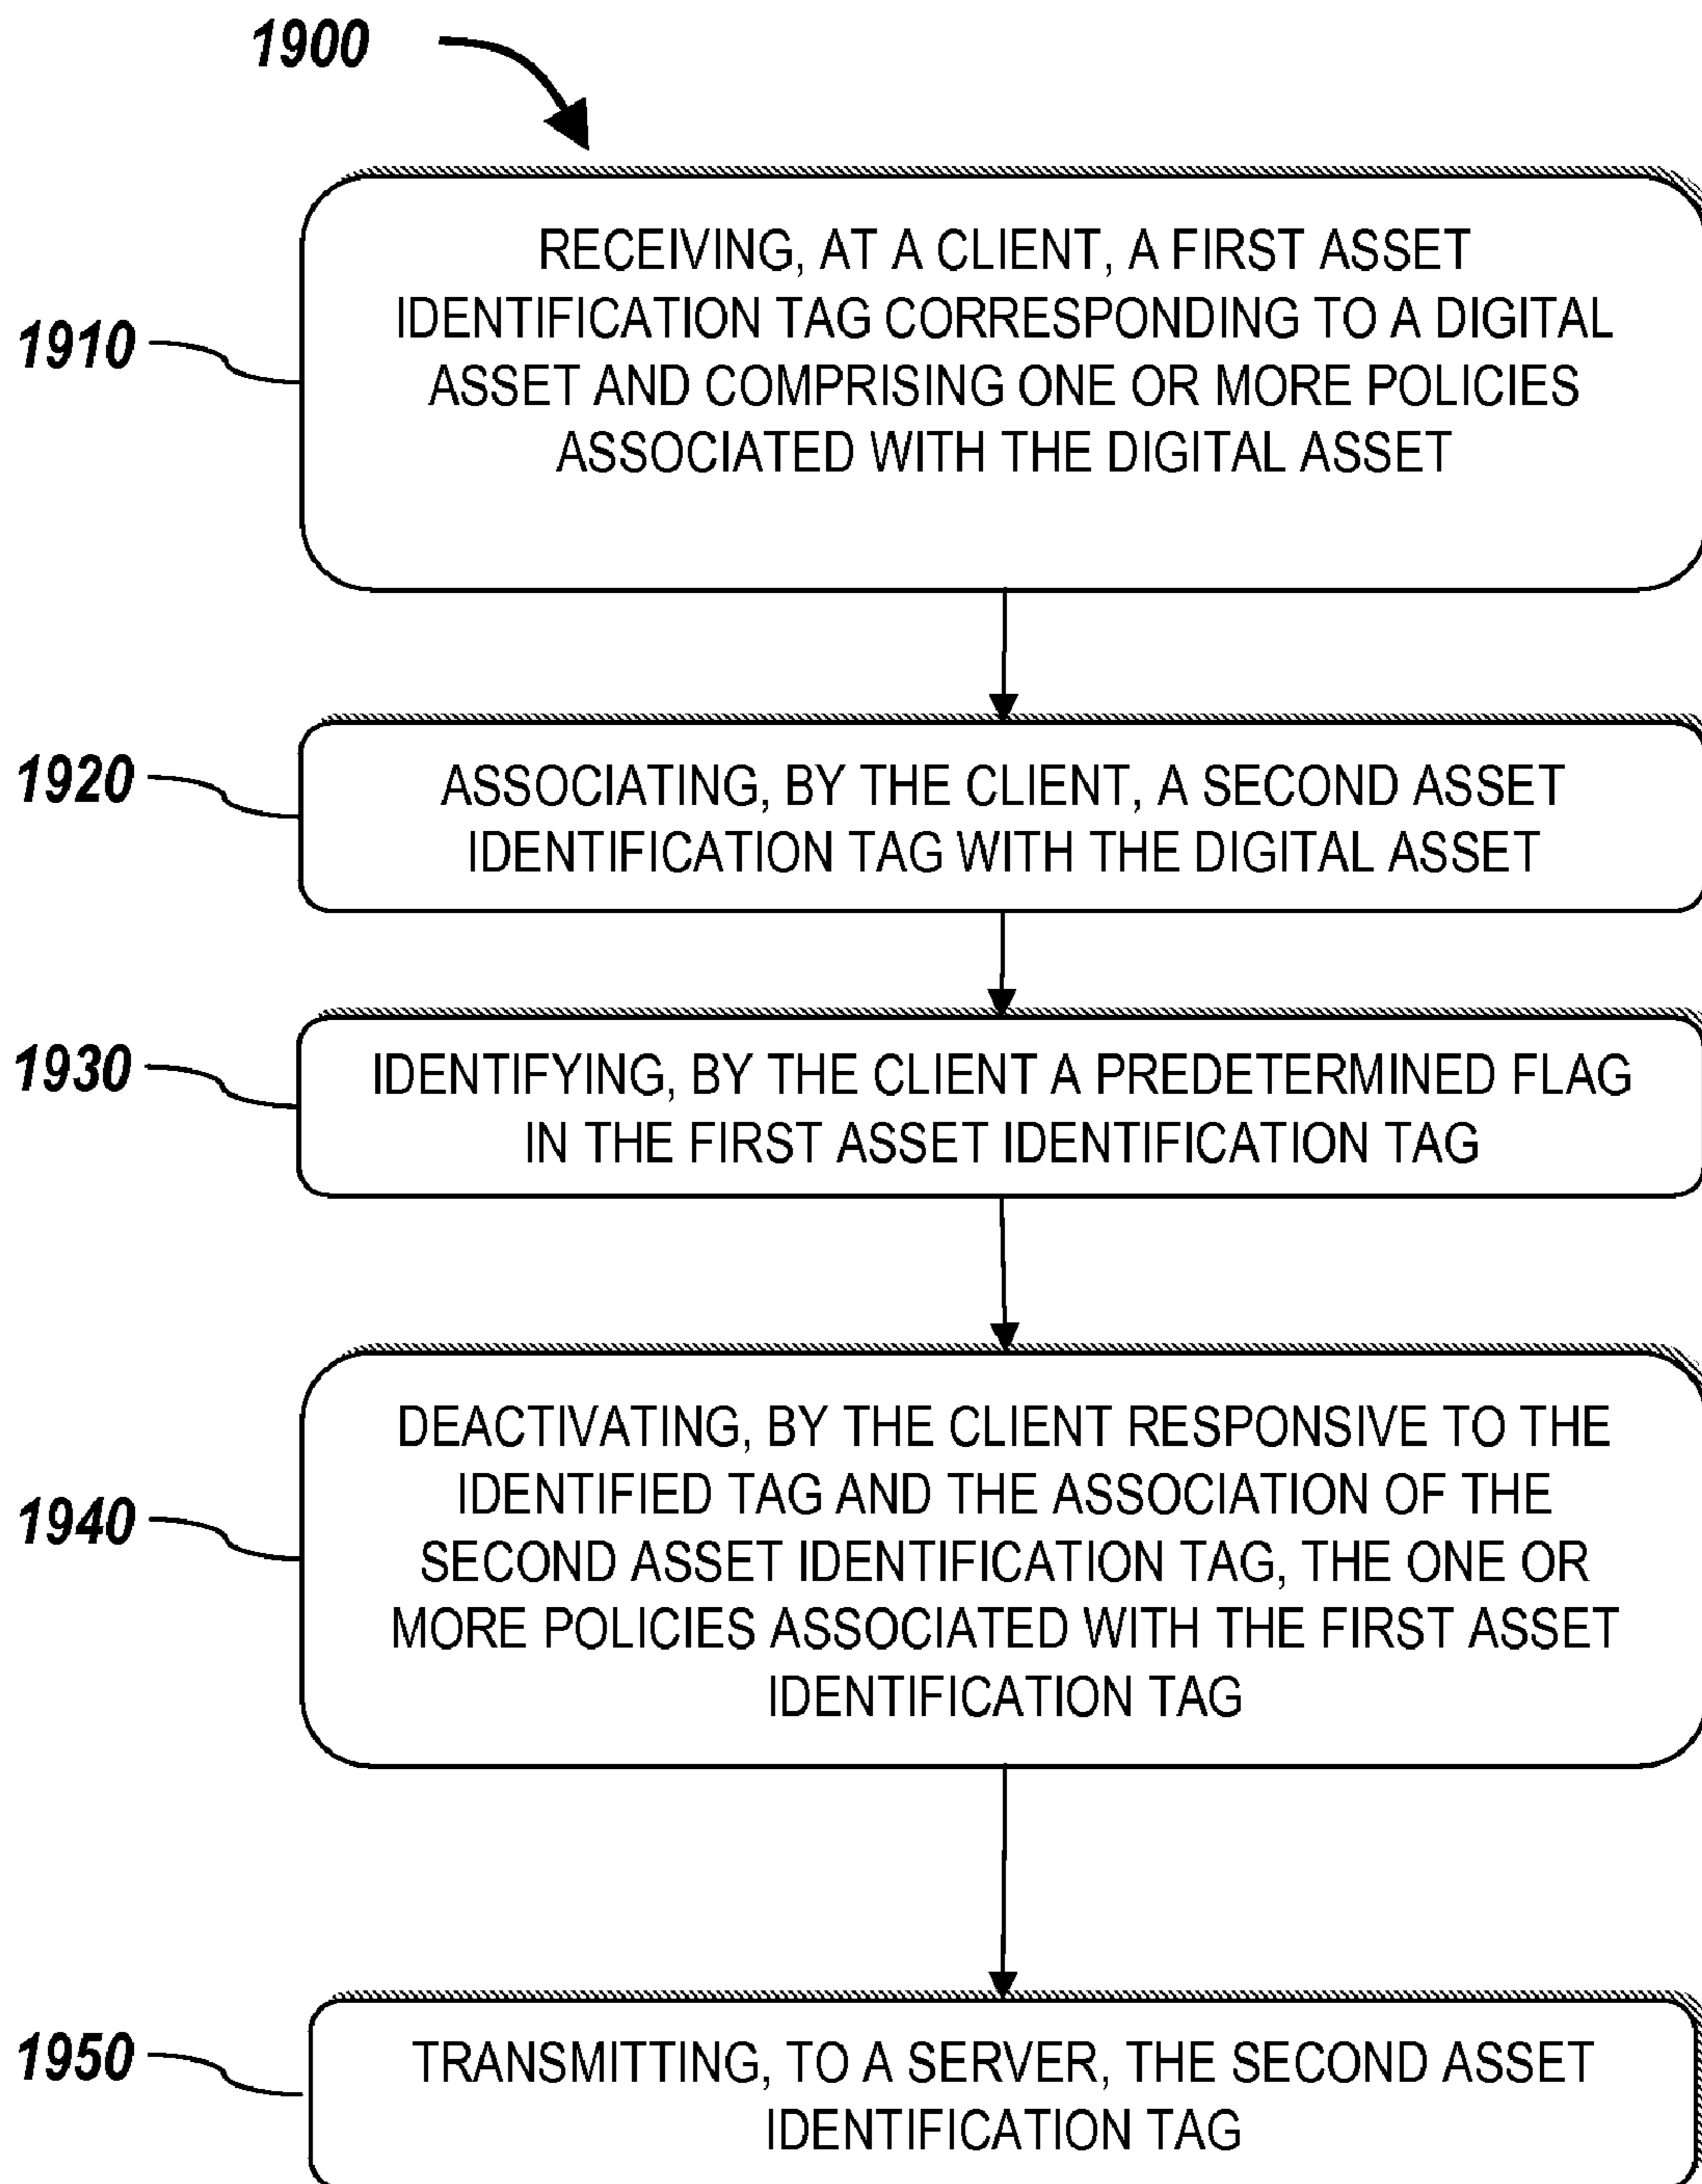 1900
1910
RECEIVING, AT A CLIENT, A FIRST ASSET
IDENTIFICATION TAG CORRESPONDING TO A DIGITAL
ASSET AND COMPRISING ONE OR MORE POLICIES
ASSOCIATED WITH THE DIGITAL ASSET
1920
ASSOCIATING, BY THE CLIENT, A SECOND ASSET
IDENTIFICATION TAG WITH THE DIGITAL ASSET
1930
IDENTIFYING, BY THE CLIENT A PREDETERMINED FLAG
IN THE FIRST ASSET IDENTIFICATION TAG
1940
DEACTIVATING, BY THE CLIENT RESPONSIVE TO THE
IDENTIFIED TAG AND THE ASSOCIATION OF THE
SECOND ASSET IDENTIFICATION TAG, THE ONE OR
MORE POLICIES ASSOCIATED WITH THE FIRST ASSET
IDENTIFICATION TAG
1950
TRANSMITTING, TO A SERVER, THE SECOND ASSET
IDENTIFICATION TAG